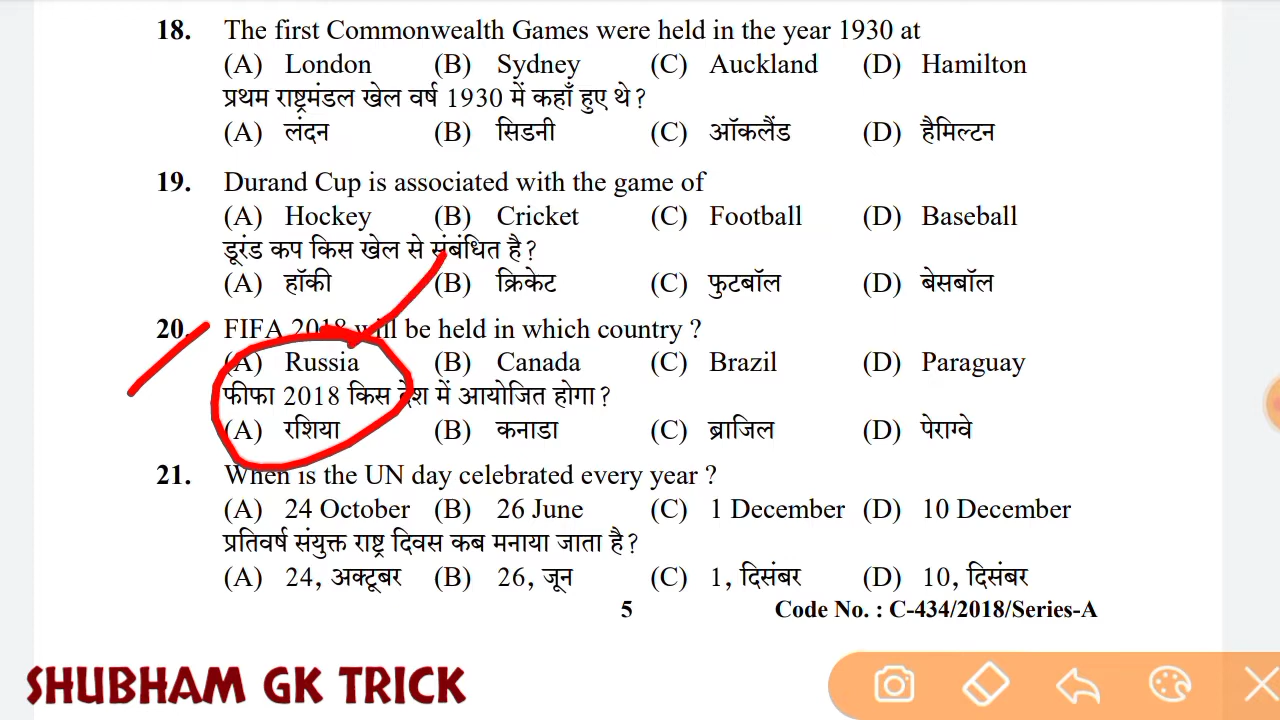 18. The first Commonwealth Games were held in the year 1930 at
(A) London (B) Sydney (C) Auckland (D) Hamilton
प्रथम राष्ट्रमंडल खेल वर्ष 1930 में कहाँ हुए थे?
(A) लंदन (B) सिडनी (C) ऑकलैंड (D) हैमिल्टन
19. Durand Cup is associated with the game of
(A) Hockey (B) Cricket (C) Football (D) Baseball
डूरंड कप किस खेल से संबंधित है?
(A) हॉकी (B) क्रिकेट (C) फुटबॉल (D) बेसबॉल
20. FIFA 2018 will be held in which country ?
(A) Russia (B) Canada (C) Brazil (D) Paraguay
फीफा 2018 किस देश में आयोजित होगा?
(A) रशिया (B) कनाडा (C) ब्राजिल (D) पेराग्वे
21. When is the UN day celebrated every year ?
(A) 24 October (B) 26 June (C) 1 December (D) 10 December
प्रतिवर्ष संयुक्त राष्ट्र दिवस कब मनाया जाता है?
(A) 24, अक्टूबर (B) 26, जून (C) 1, दिसंबर (D) 10, दिसंबर
5 Code No. : C-434/2018/Series-A
SHUBHAM GK TRICK